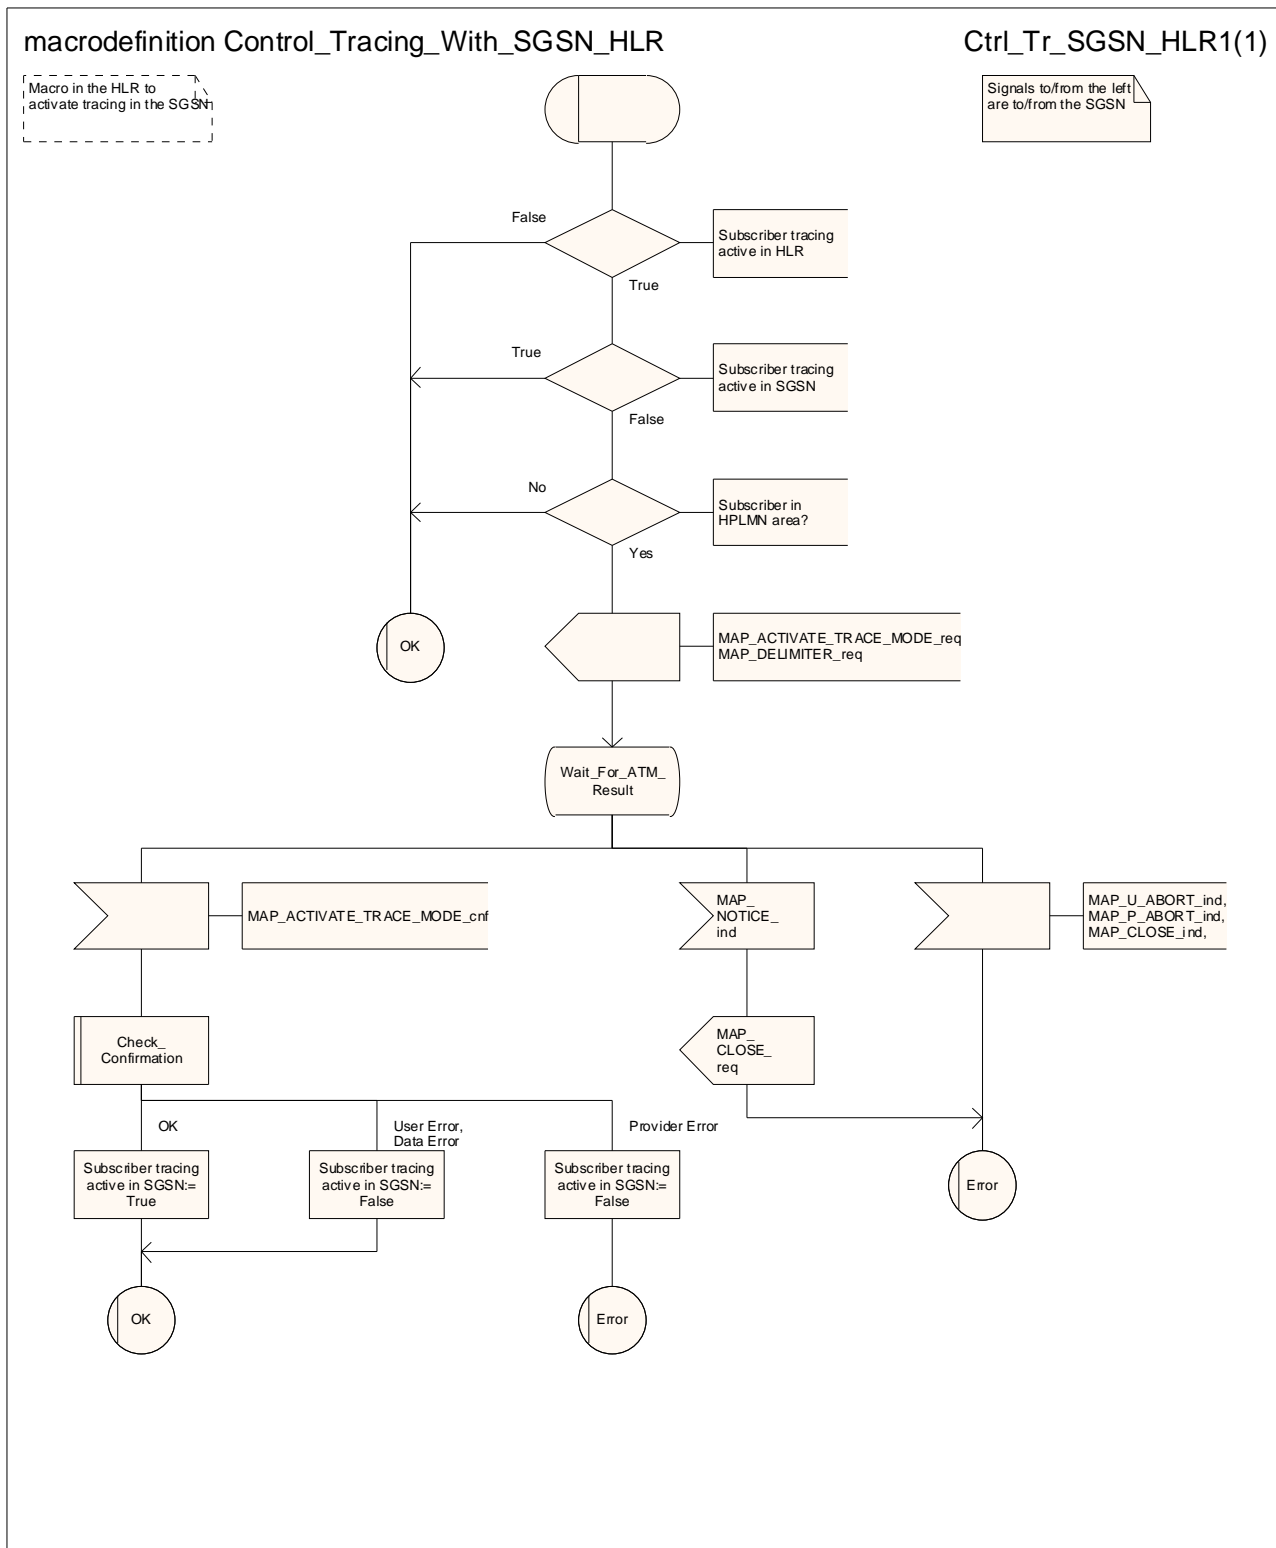 macrodefinition Control_Tracing_With_SGSN_HLR
Ctrl_Tr_SGSN_HLR1(1)
Macro in the HLR to
activate tracing in the SGSN
Signals to/from the left
are to/from the SGSN
False
Subscriber tracing
active in HLR
True
True
Subscriber tracing
active in SGSN
False
No
Subscriber in
HPLMN area?
Yes
OK
MAP_ACTIVATE_TRACE_MODE_req
MAP_DELIMITER_req
Wait_For_ATM_
Result
MAP_ACTIVATE_TRACE_MODE_cnf
MAP_
NOTICE_
ind
MAP_U_ABORT_ind,
MAP_P_ABORT_ind,
MAP_CLOSE_ind,
Check_
Confirmation
MAP_
CLOSE_
req
OK
User Error,
Data Error
Provider Error
Subscriber tracing
active in SGSN:=
True
Subscriber tracing
active in SGSN:=
False
Subscriber tracing
active in SGSN:=
False
Error
OK
Error